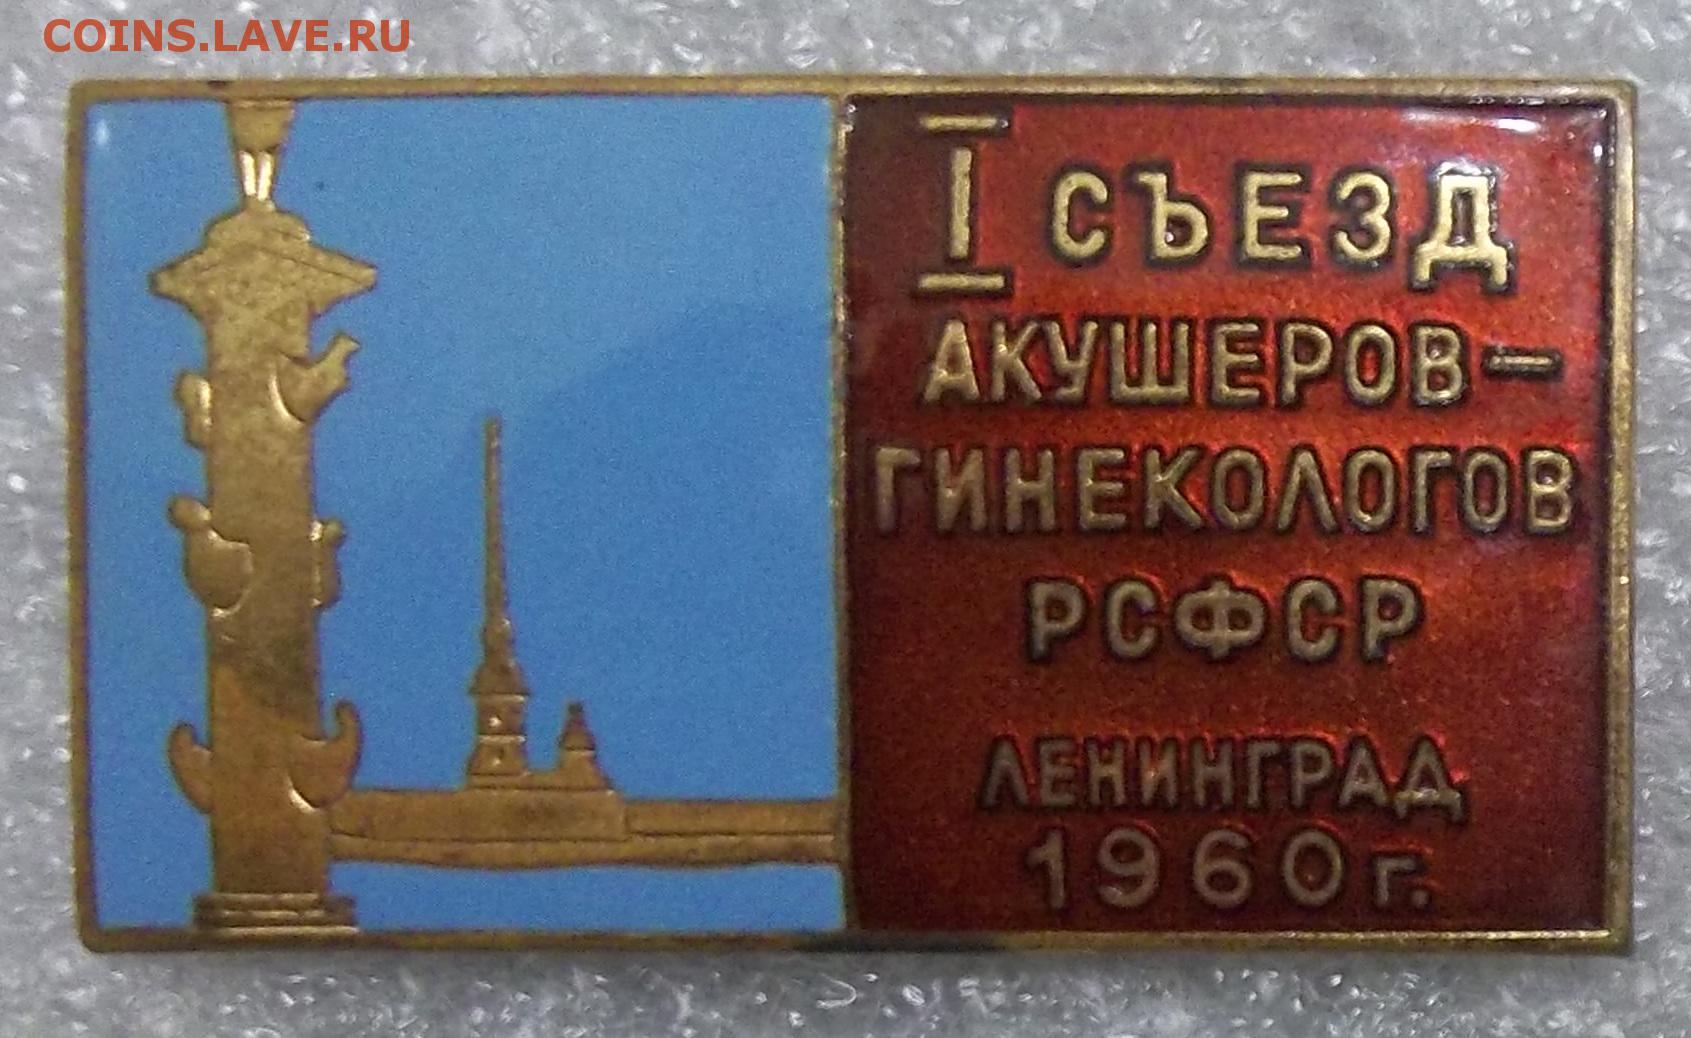 COINS.LAVE.RU
I СЪЕЗД
АКУШЕРОВ-
ГИНЕКОЛОГОВ
РСФСР
ЛЕНИНГРАД
1960 г.